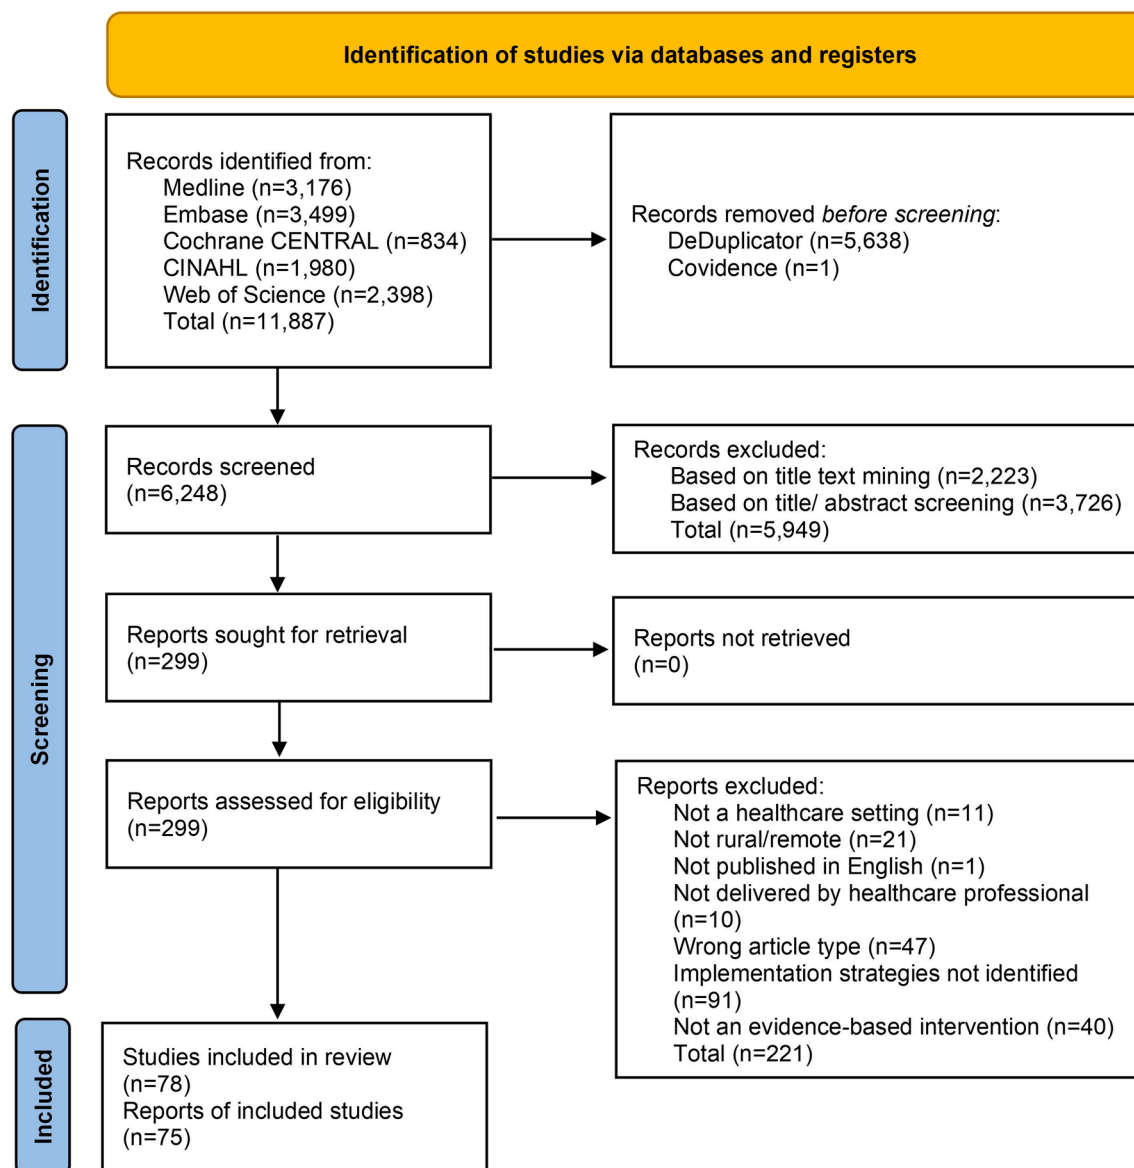 Identification of studies via databases and registers
Identification
Records identified from:
Medline (n=3,176)
Embase (n=3,499)
Cochrane CENTRAL (n=834)
CINAHL (n=1,980)
Web of Science (n=2,398)
Total (n=11,887)
Records removed before screening:
DeDuplicator (n=5,638)
Covidence (n=1)
Screening
Records screened
(n=6,248)
Records excluded:
Based on title text mining (n=2,223)
Based on title/ abstract screening (n=3,726)
Total (n=5,949)
Reports sought for retrieval
(n=299)
Reports not retrieved
(n=0)
Reports assessed for eligibility
(n=299)
Reports excluded:
Not a healthcare setting (n=11)
Not rural/remote (n=21)
Not published in English (n=1)
Not delivered by healthcare professional
(n=10)
Wrong article type (n=47)
Implementation strategies not identified
(n=91)
Not an evidence-based intervention (n=40)
Total (n=221)
Included
Studies included in review
(n=78)
Reports of included studies
(n=75)